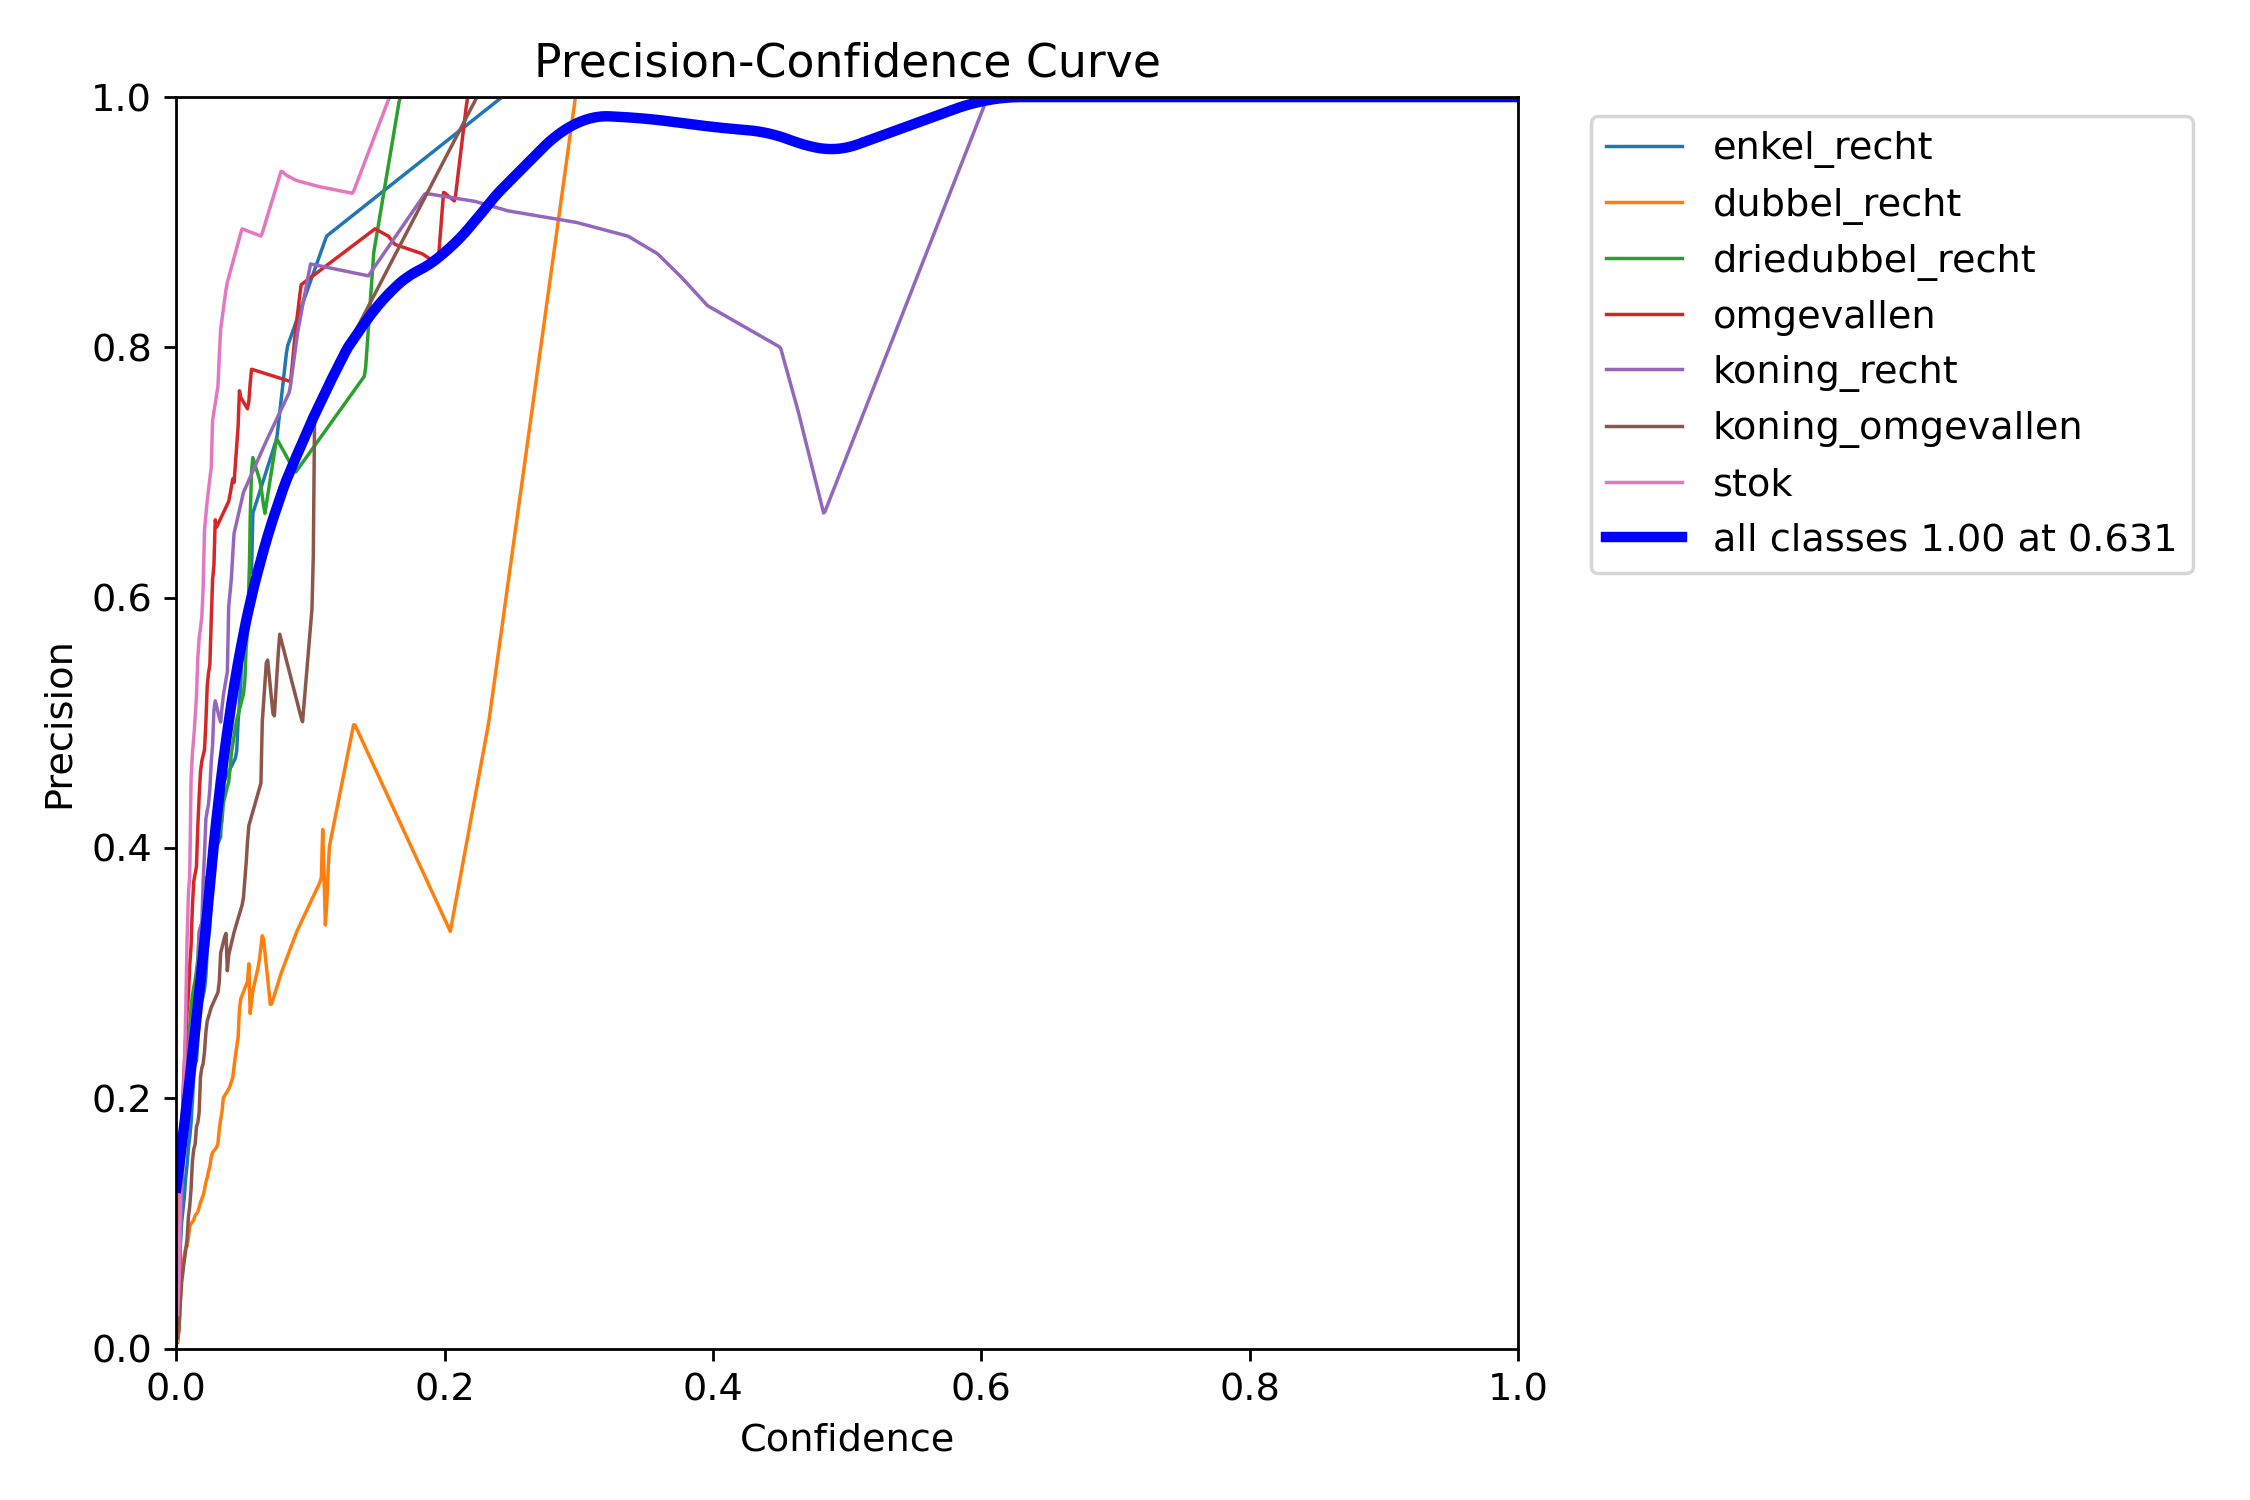 Precision-Confidence Curve
1.0
0.8
0.6
0.4
0.2
0.0
Precision
0.0 0.2 0.4 0.6 0.8 1.0
Confidence
enkel_recht
dubbel_recht
driedubbel_recht
omgevallen
koning_recht
koning_omgevallen
stok
all classes 1.00 at 0.631